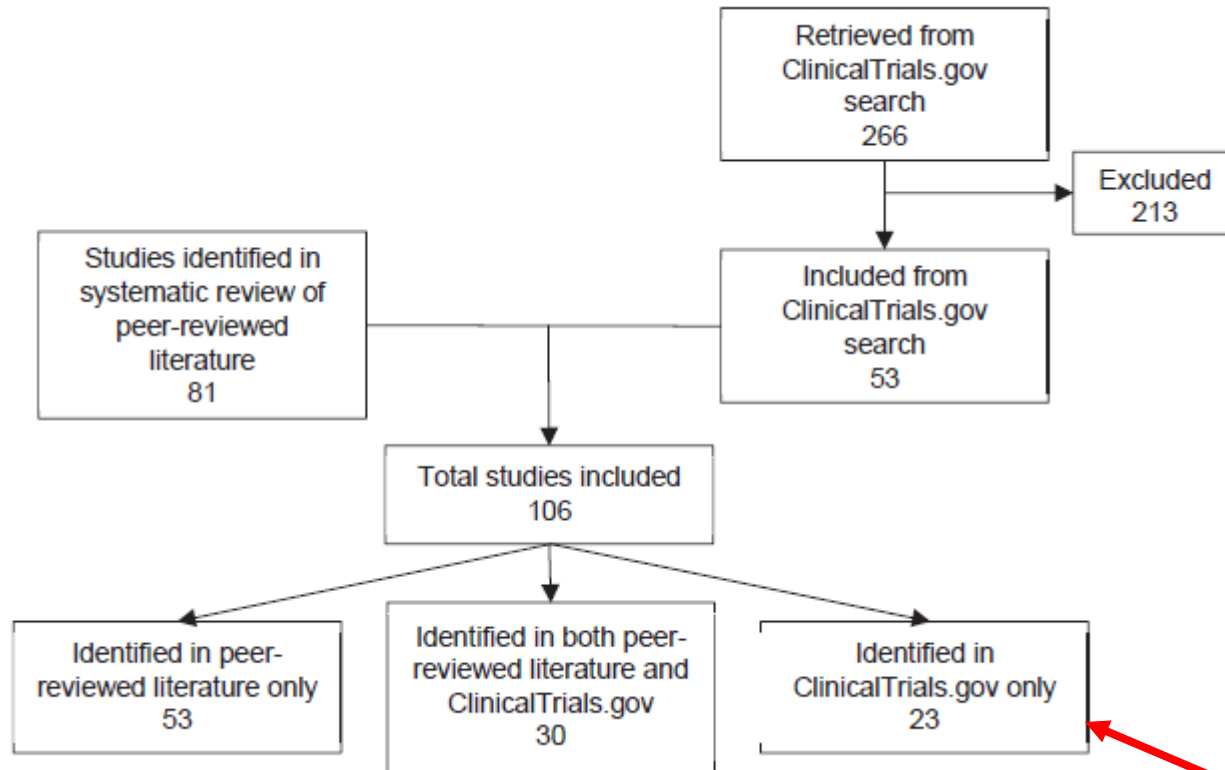 Retrieved from
ClinicalTrials.gov
search
266
Excluded
213
Studies identified in
systematic review of
peer-reviewed
literature
81
Included from
ClinicalTrials.gov
search
53
Total studies included
106
Identified in peer-
reviewed literature only
53
Identified in both peer-
reviewed literature and
ClinicalTrials.gov
30
Identified in
ClinicalTrials.gov only
23